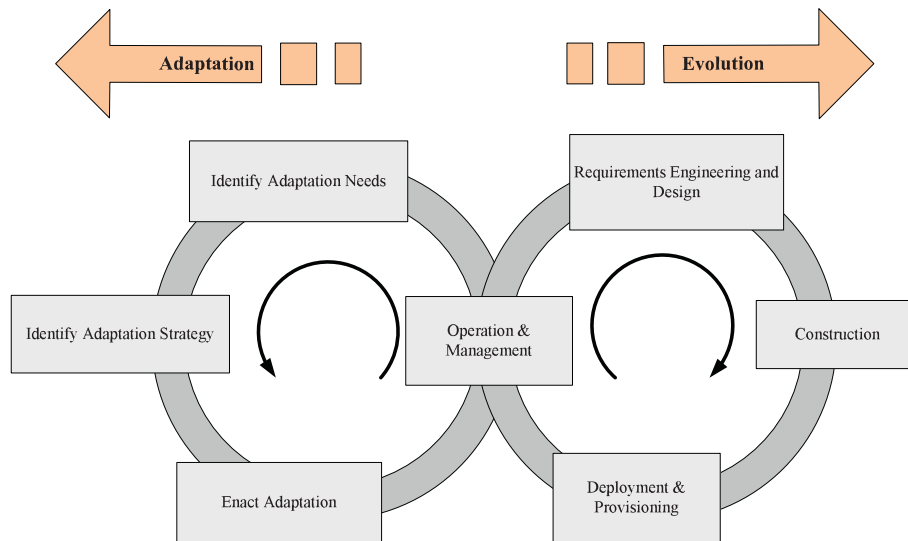 Adaptation
Evolution
Identify Adaptation Needs
Requirements Engineering and
Design
Identify Adaptation Strategy
Operation &
Management
Construction
Enact Adaptation
Deployment &
Provisioning